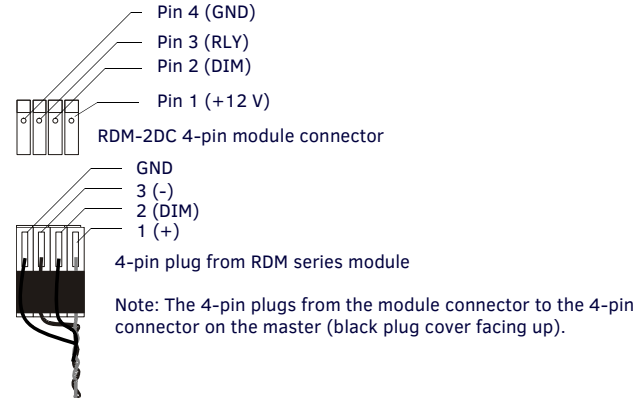 Pin 4 (GND)
Pin 3 (RLY)
Pin 2 (DIM)
Pin 1 (+12 V)
RDM-2DC 4-pin module connector
GND
3 (-)
2 (DIM)
1 (+)
4-pin plug from RDM series module
Note: The 4-pin plugs from the module connector to the 4-pin
connector on the master (black plug cover facing up).